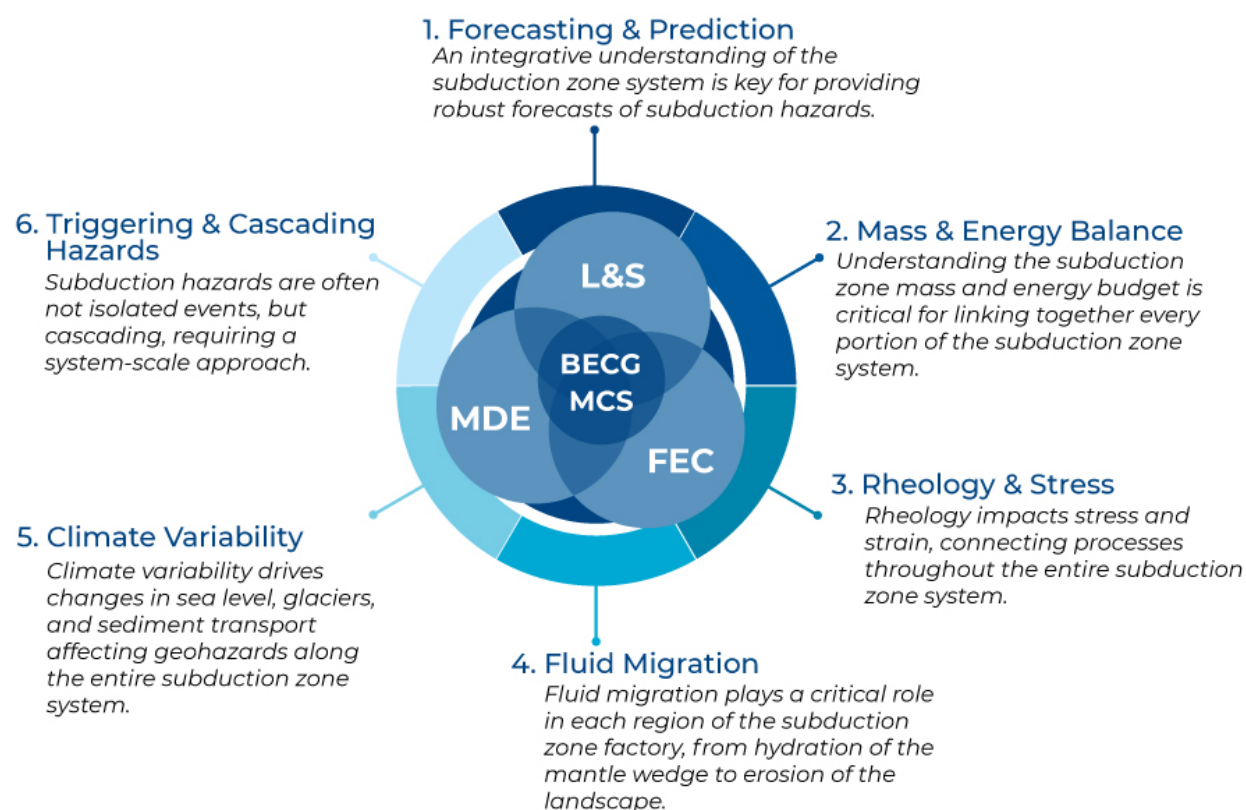 1. Forecasting & Prediction
An integrative understanding of the
subduction zone system is key for providing
robust forecasts of subduction hazards.
6. Triggering & Cascading
Hazards
Subduction hazards are often
not isolated events, but
cascading, requiring a
system-scale approach.
L&S
BECG
MCS
MDE
FEC
2. Mass & Energy Balance
Understanding the subduction
zone mass and energy budget is
critical for linking together every
portion of the subduction zone
system.
3. Rheology & Stress
Rheology impacts stress and
strain, connecting processes
throughout the entire subduction
zone system.
5. Climate Variability
Climate variability drives
changes in sea level, glaciers,
and sediment transport
affecting geohazards along
the entire subduction zone
system.
4. Fluid Migration
Fluid migration plays a critical role
in each region of the subduction
zone factory, from hydration of the
mantle wedge to erosion of the
landscape.